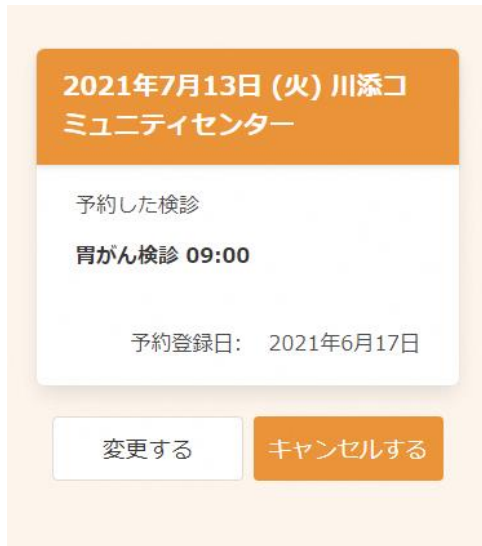 2021年7月13日 (火) 川添コ
ミュニティセンター
予約した検診
胃がん検診 09:00
予約登録日: 2021年6月17日
変更する
キャンセルする